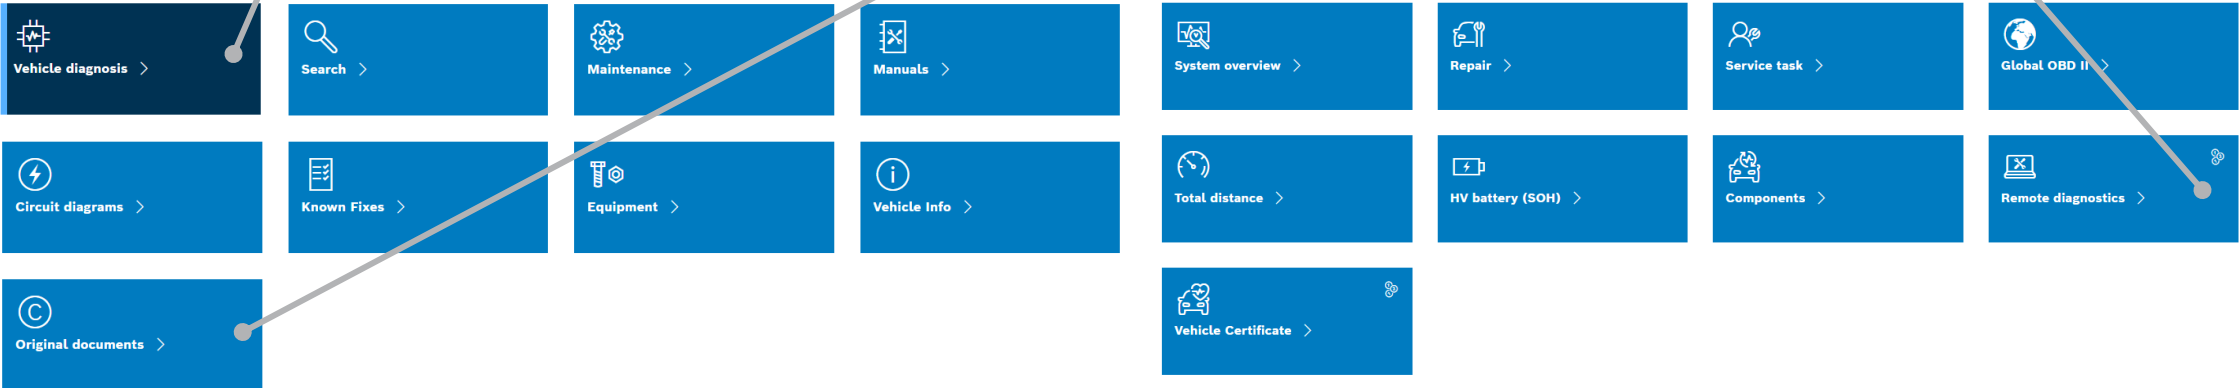 Vehicle diagnosis
Search
Maintenance
Manuals
Circuit diagrams
Known Fixes
Equipment
Vehicle Info
Original documents
System overview
Repair
Service task
Global OBD II
Total distance
HV battery (SOH)
Components
Remote diagnostics
Vehicle Certificate